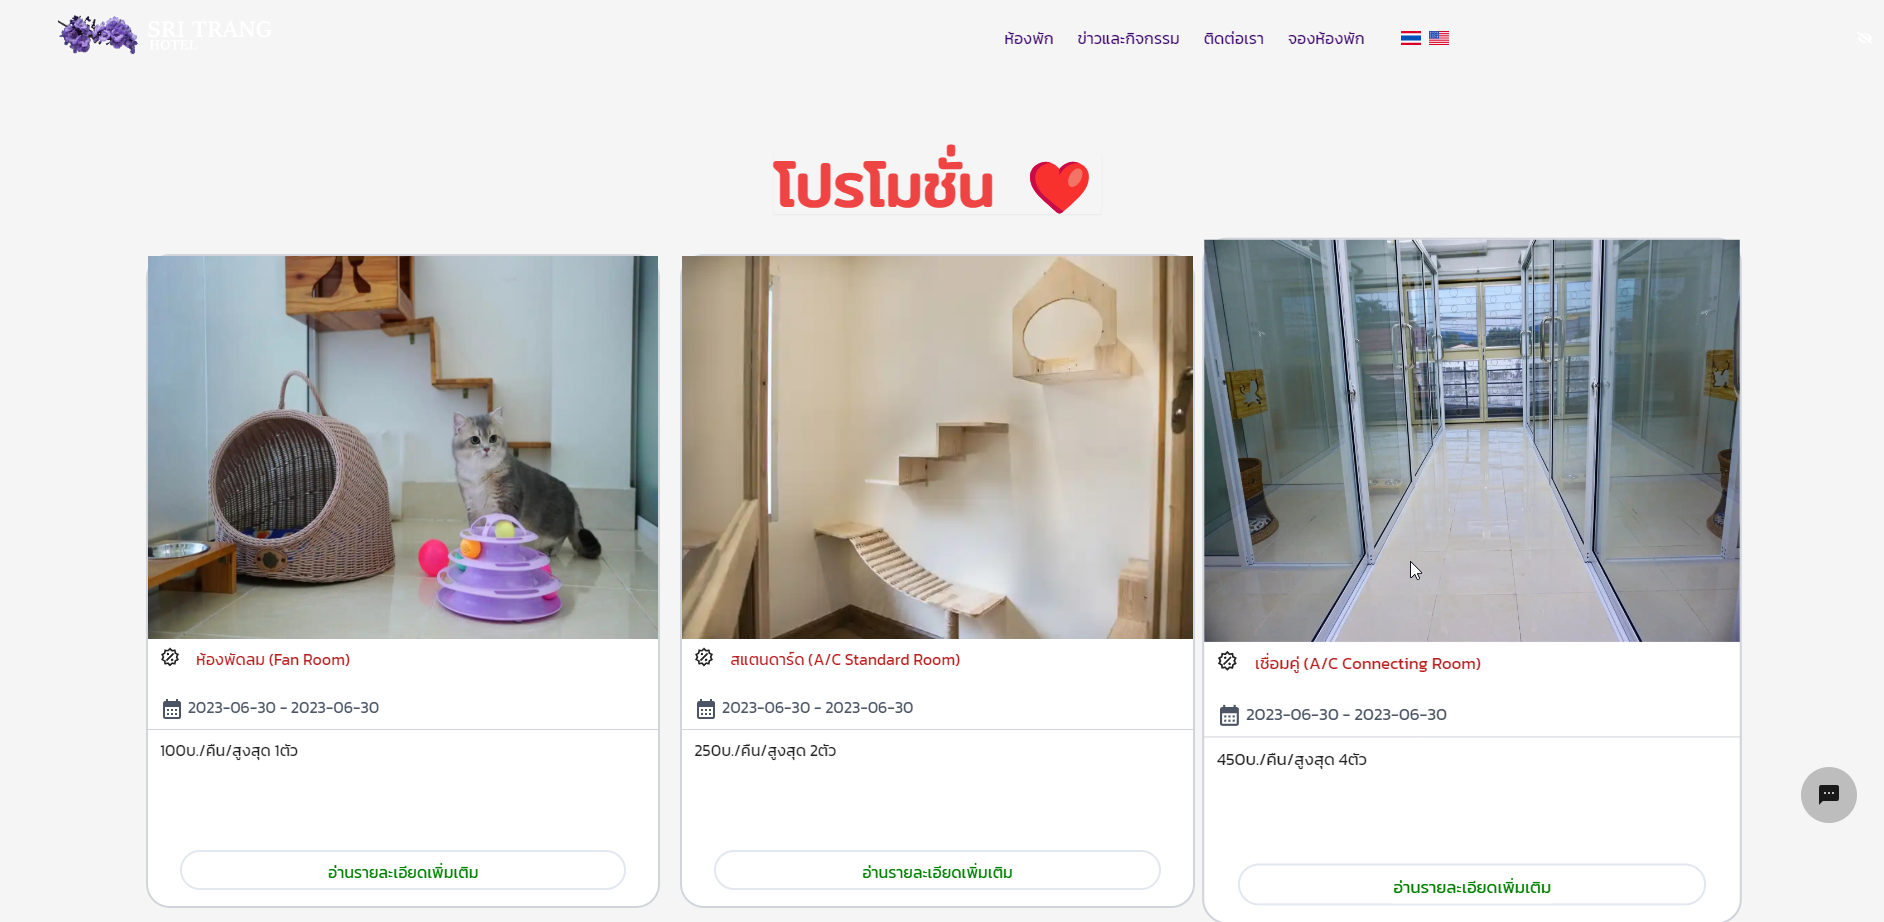 SRI TRANG
HOTEL
ห้องพัก ข่าวและกิจกรรม ติดต่อเรา จองห้องพัก
โปรโมชั่น
ห้องพัดลม (Fan Room)
2023-06-30 - 2023-06-30
100บ./คืน/สูงสุด 1ตัว
อ่านรายละเอียดเพิ่มเติม
สแตนดาร์ด (A/C Standard Room)
2023-06-30 - 2023-06-30
250บ./คืน/สูงสุด 2ตัว
อ่านรายละเอียดเพิ่มเติม
เชื่อมคู่ (A/C Connecting Room)
2023-06-30 - 2023-06-30
450บ./คืน/สูงสุด 4ตัว
อ่านรายละเอียดเพิ่มเติม